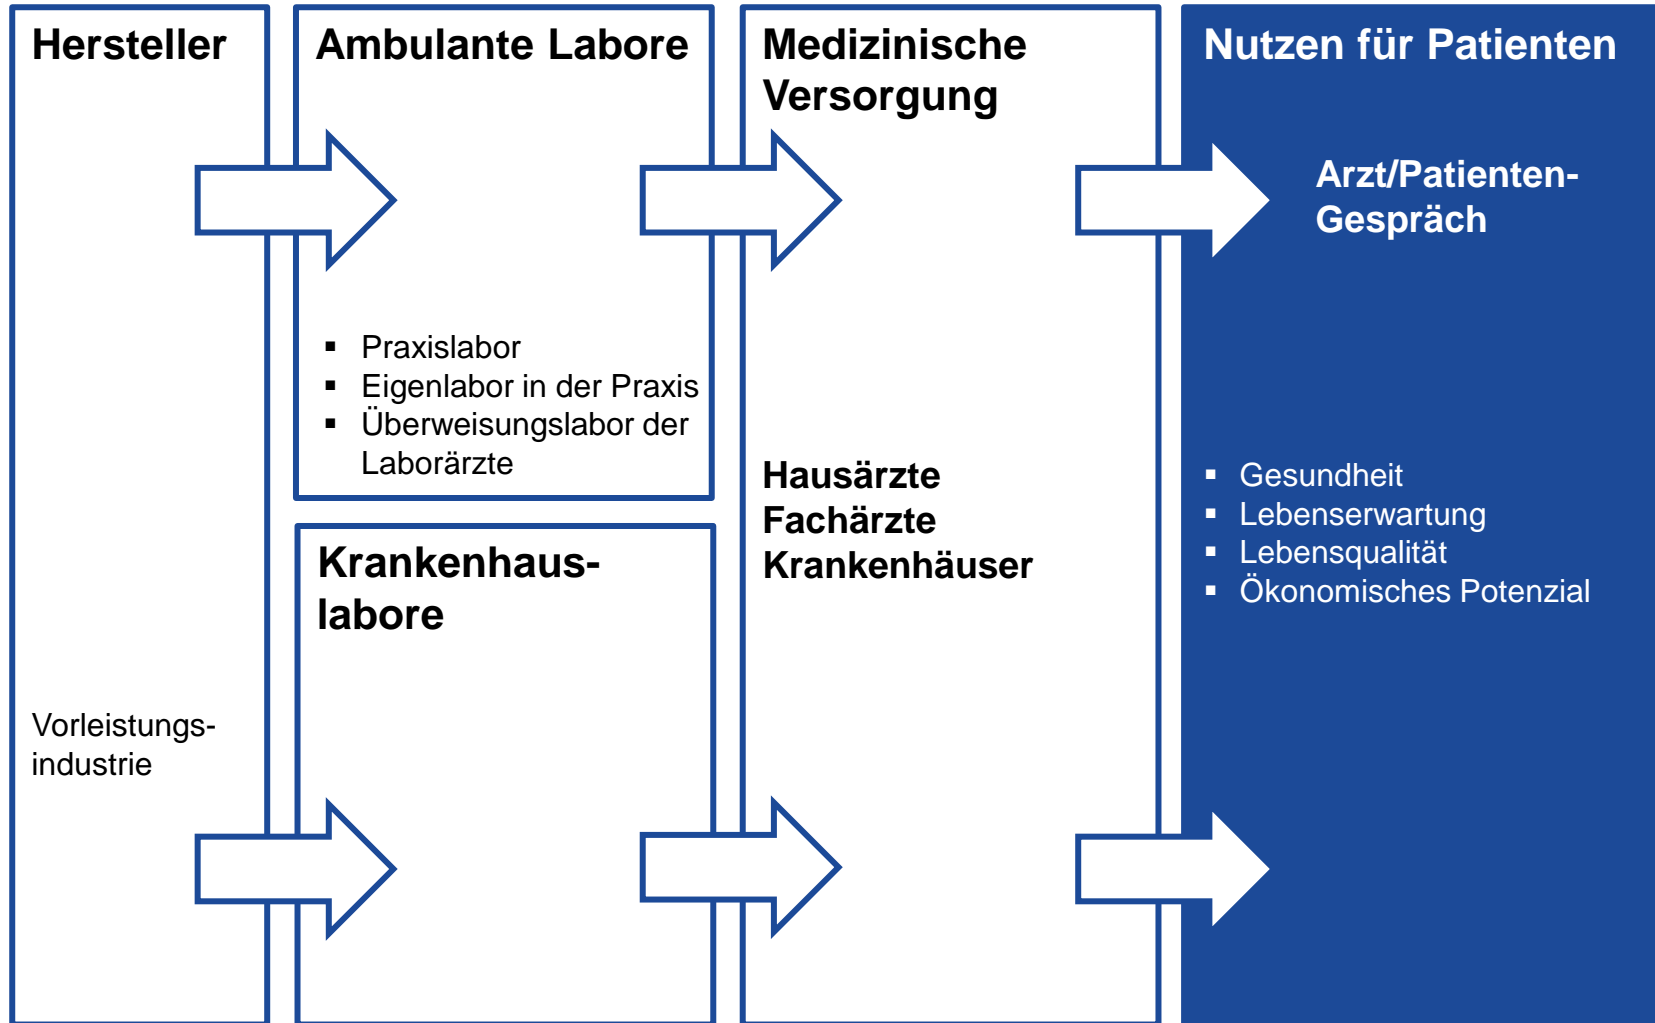 Hersteller
Vorleistungs-
industrie
Ambulante Labore
▪ Praxislabor
▪ Eigenlabor in der Praxis
▪ Überweisungslabor der
Laborärzte
Krankenhaus-
labore
Medizinische
Versorgung
Hausärzte
Fachärzte
Krankenhäuser
Nutzen für Patienten
Arzt/Patienten-
Gespräch
▪ Gesundheit
▪ Lebenserwartung
▪ Lebensqualität
▪ Ökonomisches Potenzial